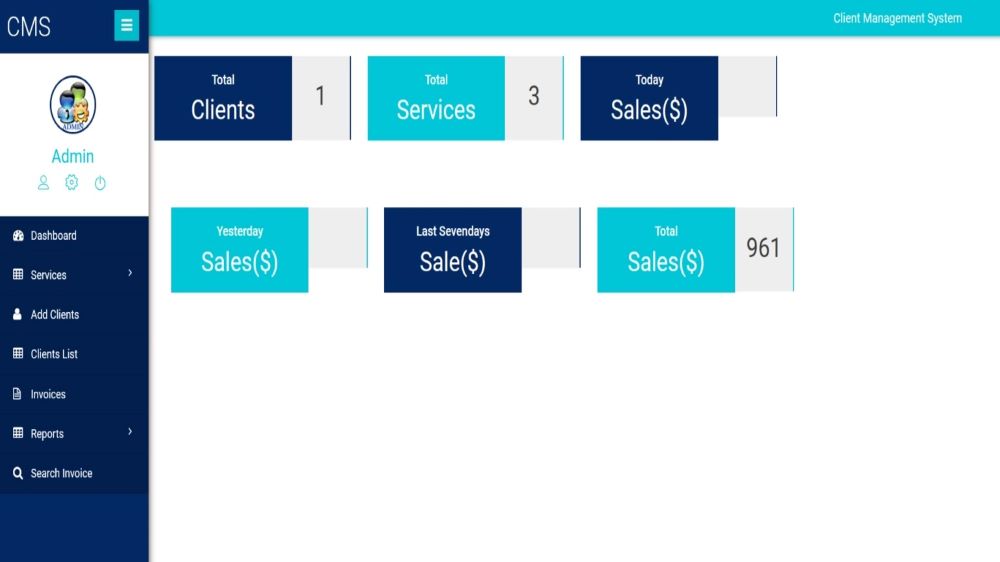 CMS
Client Management System
ADMIN
Admin
Dashboard
Services
Add Clients
Clients List
Invoices
Reports
Search Invoice
Total
Clients
1
Total
Services
3
Today
Sales($)
Yesterday
Sales($)
Last Sevendays
Sale($)
Total
Sales($)
961